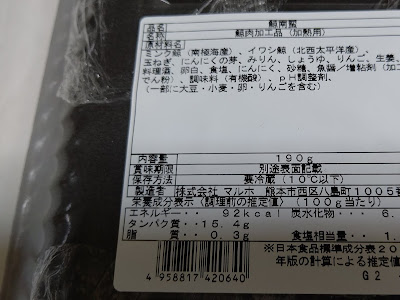 品名 鯨南蛮
名称 鯨肉加工品（加熱用）
原材料名
ミンク鯨（南極海産）、イワシ鯨（北西太平洋産）、
玉ねぎ、にんにくの芽、みりん、しょうゆ、りんご、生姜、
料理酒、卵白、食塩、にんにく、砂糖、魚醤／増粘剤（加工
でん粉）、調味料（有機酸）、pH調整剤、
（一部に大豆・小麦・卵・りんごを含む）
内容量 190g
賞味期限 別途表面記載
保存方法 要冷蔵（10℃以下）
製造者 株式会社 マルホ 熊本市西区八島町1005番
栄養成分表示（調理前の推定値）（100g当たり）
エネルギー‥ 92kcal 炭水化物‥ 6.
タンパク質‥15.4g
脂 質‥ 0.3g 食塩相当量‥ 1.
※日本食品標準成分表20
年版の計算による推定値
G2
4 958817 420640